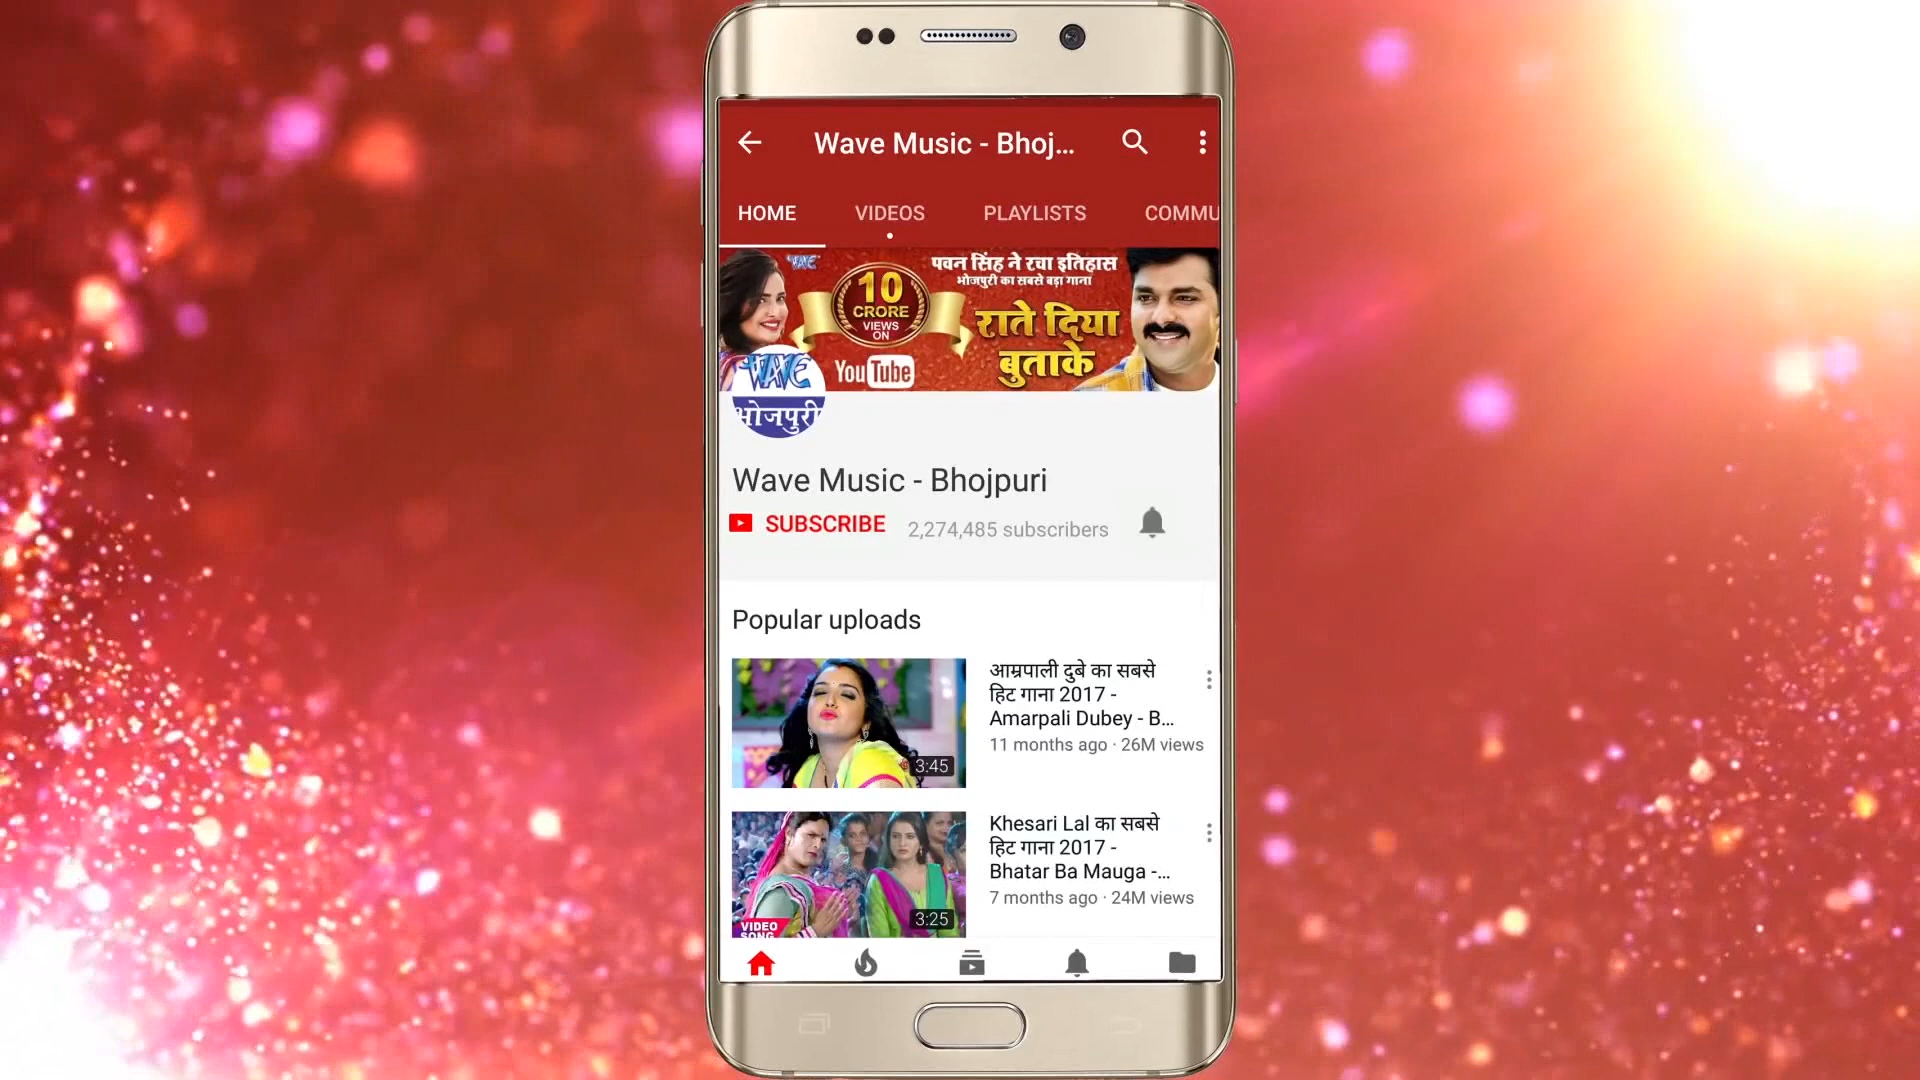 Wave Music - Bhoj...
HOME VIDEOS PLAYLISTS COMMU
WAVE
10
CRORE
VIEWS
ON
YouTube
पवन सिंह ने रचा इतिहास
भोजपुरी का सबसे बड़ा गाना
राते दिया
बुताके
WAVE
भोजपुरी
Wave Music - Bhojpuri
SUBSCRIBE 2,274,485 subscribers
Popular uploads
आम्रपाली दुबे का सबसे
हिट गाना 2017 -
Amarpali Dubey - B...
11 months ago · 26M views
3:45
Khesari Lal का सबसे
हिट गाना 2017 -
Bhatar Ba Mauga -...
7 months ago · 24M views
VIDEO
SONG
3:25